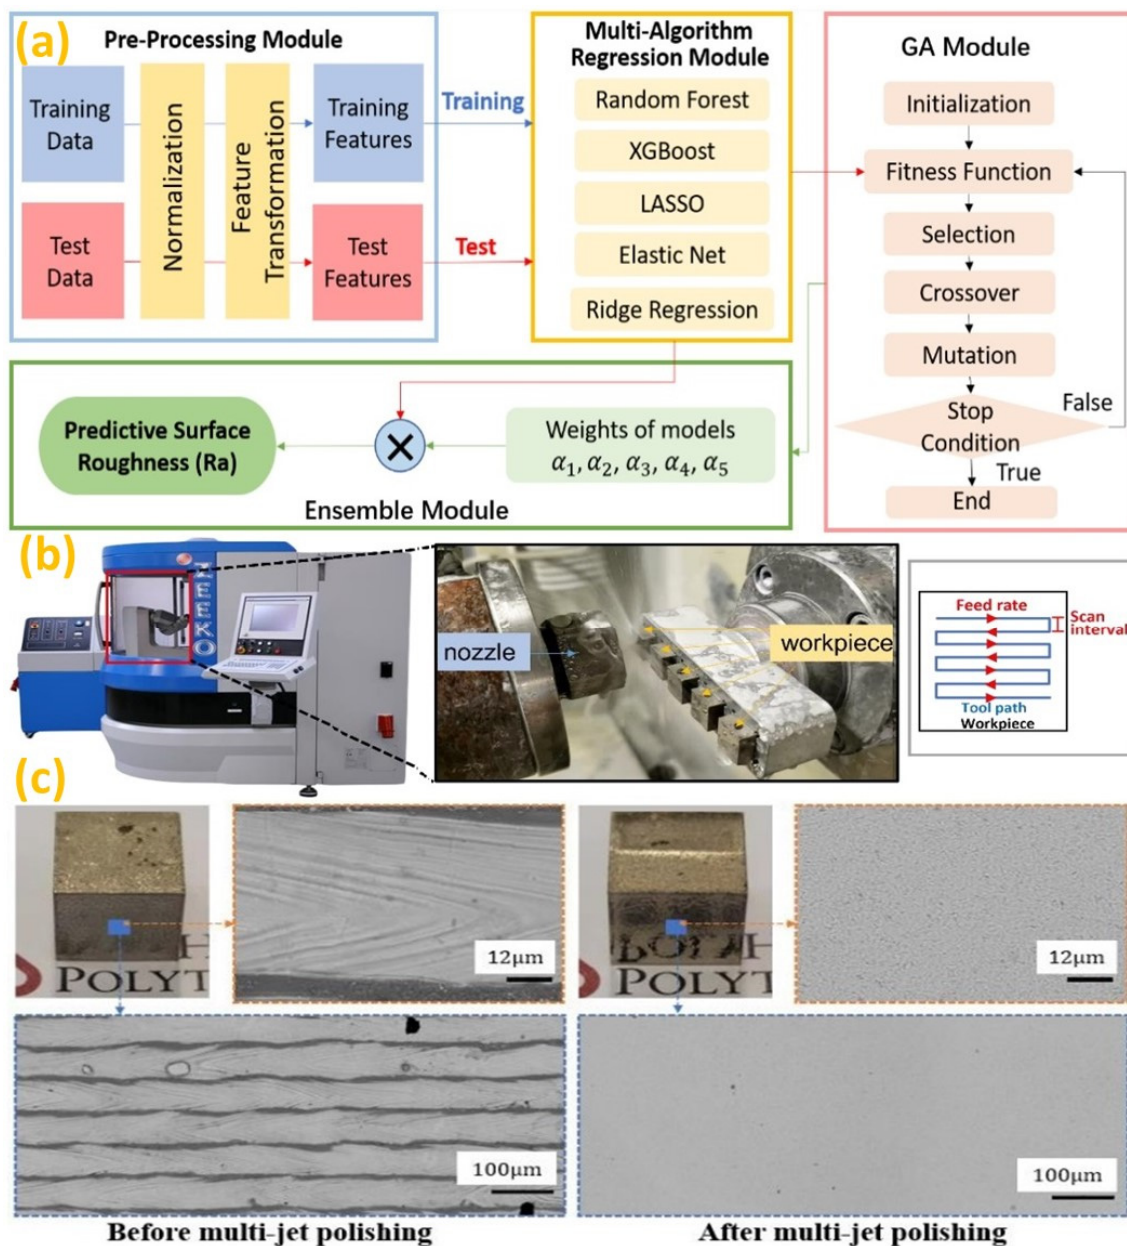 (a)
Pre-Processing Module
Training
Data
Normalization
Feature
Transformation
Training
Features
Test
Data
Test
Features
Training
Test
Multi-Algorithm
Regression Module
Random Forest
XGBoost
LASSO
Elastic Net
Ridge Regression
GA Module
Initialization
Fitness Function
Selection
Crossover
Mutation
Stop
Condition
False
True
End
Predictive Surface
Roughness (Ra)
×
Weights of models
α₁, α₂, α₃, α₄, α₅
Ensemble Module
(b)
ZEEKO
nozzle
workpiece
Feed rate
Scan
interval
Tool path
Workpiece
(c)
H
POLYT
12μm
POLYT
12μm
100μm
100μm
Before multi-jet polishing
After multi-jet polishing